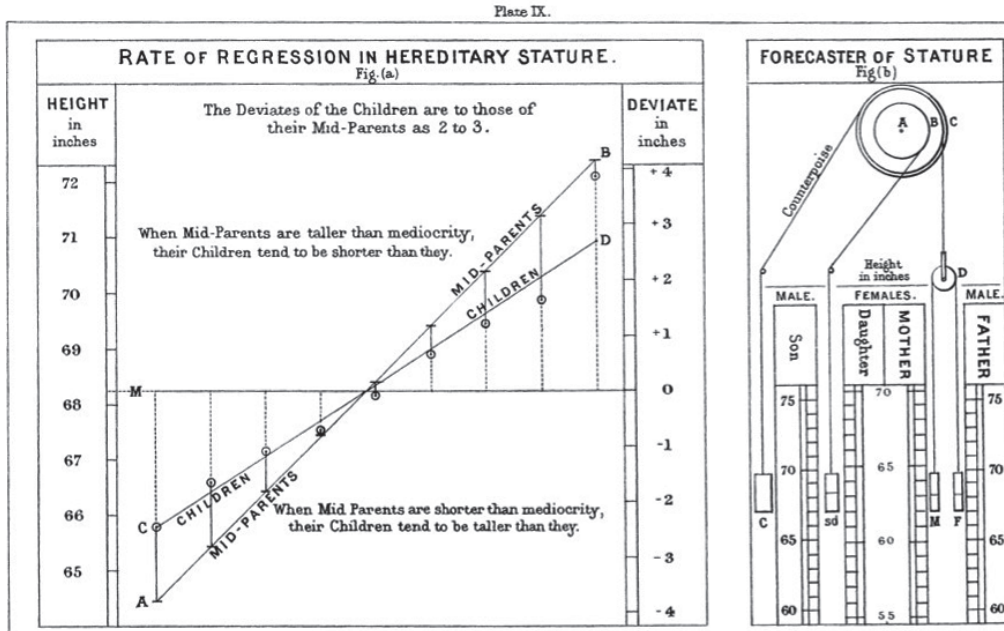 Plate IX.
RATE OF REGRESSION IN HEREDITARY STATURE.
Fig.(a)
HEIGHT
in
inches
The Deviates of the Children are to those of
their Mid-Parents as 2 to 3.
DEVIATE
in
inches
72
71
70
69
68
67
66
65
M
When Mid-Parents are taller than mediocrity,
their Children tend to be shorter than they.
MID-PARENTS
CHILDREN
B
D
CHILDREN
MID-PARENTS
C
A
When Mid Parents are shorter than mediocrity,
their Children tend to be taller than they.
+4
+3
+2
+1
0
-1
-2
-3
-4
FORECASTER OF STATURE
Fig(b)
A B C
Counterpoise
D
Height
in inches
MALE.
FEMALES.
MALE.
Son
Daughter
MOTHER
FATHER
75
70
65
60
70
65
60
55
75
70
65
60
C
sd
M
F